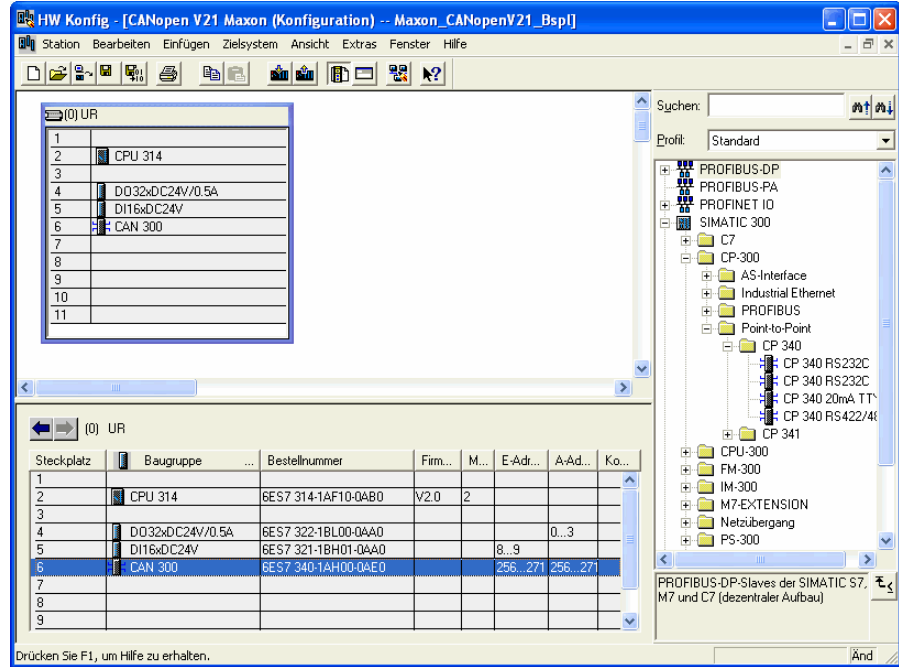 HW Konfig - [CANopen V21 Maxon (Konfiguration) -- Maxon_CANopenV21_Bspl]
Station Bearbeiten Einfügen Zielsystem Ansicht Extras Fenster Hilfe
(0) UR
1
2 CPU 314
3
4 DO32xDC24V/0.5A
5 DI16xDC24V
6 CAN 300
7
8
9
10
11
Suchen:
Profil: Standard
PROFIBUS-DP
PROFIBUS-PA
PROFINET IO
SIMATIC 300
C7
CP-300
AS-Interface
Industrial Ethernet
PROFIBUS
Point-to-Point
CP 340
CP 340 RS232C
CP 340 RS232C
CP 340 20mA TTY
CP 340 RS422/48
CP 341
CPU-300
FM-300
IM-300
M7-EXTENSION
Netzübergang
PS-300
PROFIBUS-DP-Slaves der SIMATIC S7,
M7 und C7 (dezentraler Aufbau)
(0) UR
Steckplatz Baugruppe ... Bestellnummer Firm... M... E-Adr... A-Ad... Ko...
1
2 CPU 314 6ES7 314-1AF10-0AB0 V2.0 2
3
4 DO32xDC24V/0.5A 6ES7 322-1BL00-0AA0 0...3
5 DI16xDC24V 6ES7 321-1BH01-0AA0 8...9
6 CAN 300 6ES7 340-1AH00-0AE0 256...271 256...271
7
8
9
Drücken Sie F1, um Hilfe zu erhalten.
Änd